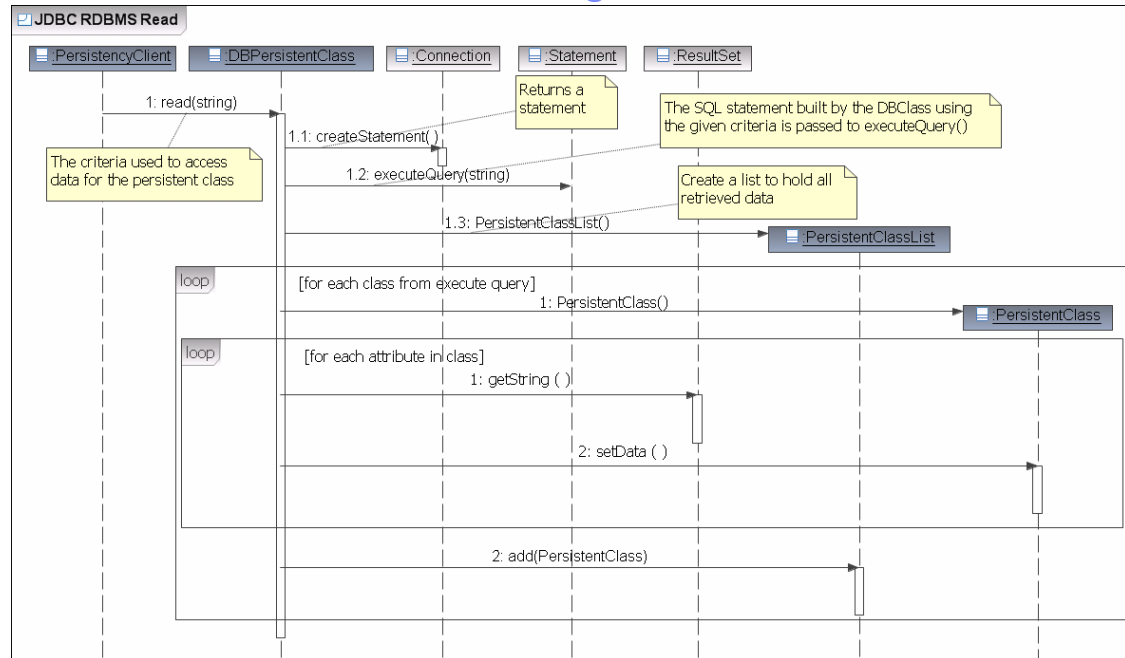 JDBC RDBMS Read
:PersistencyClient
:DBPersistentClass
:Connection
:Statement
:ResultSet
Returns a
statement
The SQL statement built by the DBClass using
the given criteria is passed to executeQuery()
1: read(string)
1.1: createStatement( )
The criteria used to access
data for the persistent class
1.2: executeQuery(string)
Create a list to hold all
retrieved data
1.3: PersistentClassList()
:PersistentClassList
loop
[for each class from execute query]
1: PersistentClass()
:PersistentClass
loop
[for each attribute in class]
1: getString ( )
2: setData ( )
2: add(PersistentClass)